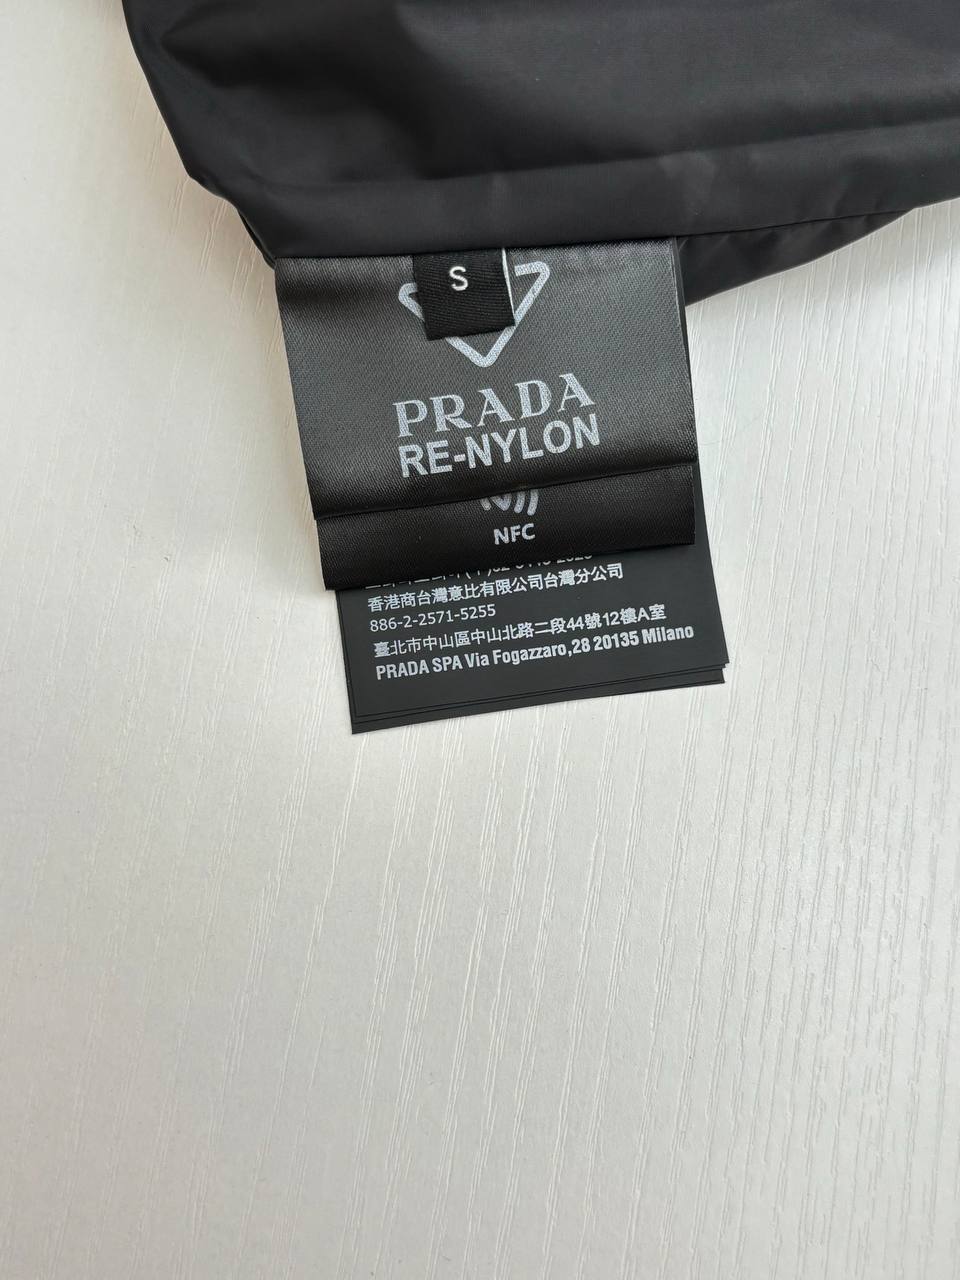 S
PRADA
RE-NYLON
NFC
香港商台灣意比有限公司台灣分公司
886-2-2571-5255
臺北市中山區中山北路二段44號12樓A室
PRADA SPA Via Fogazzaro,28 20135 Milano